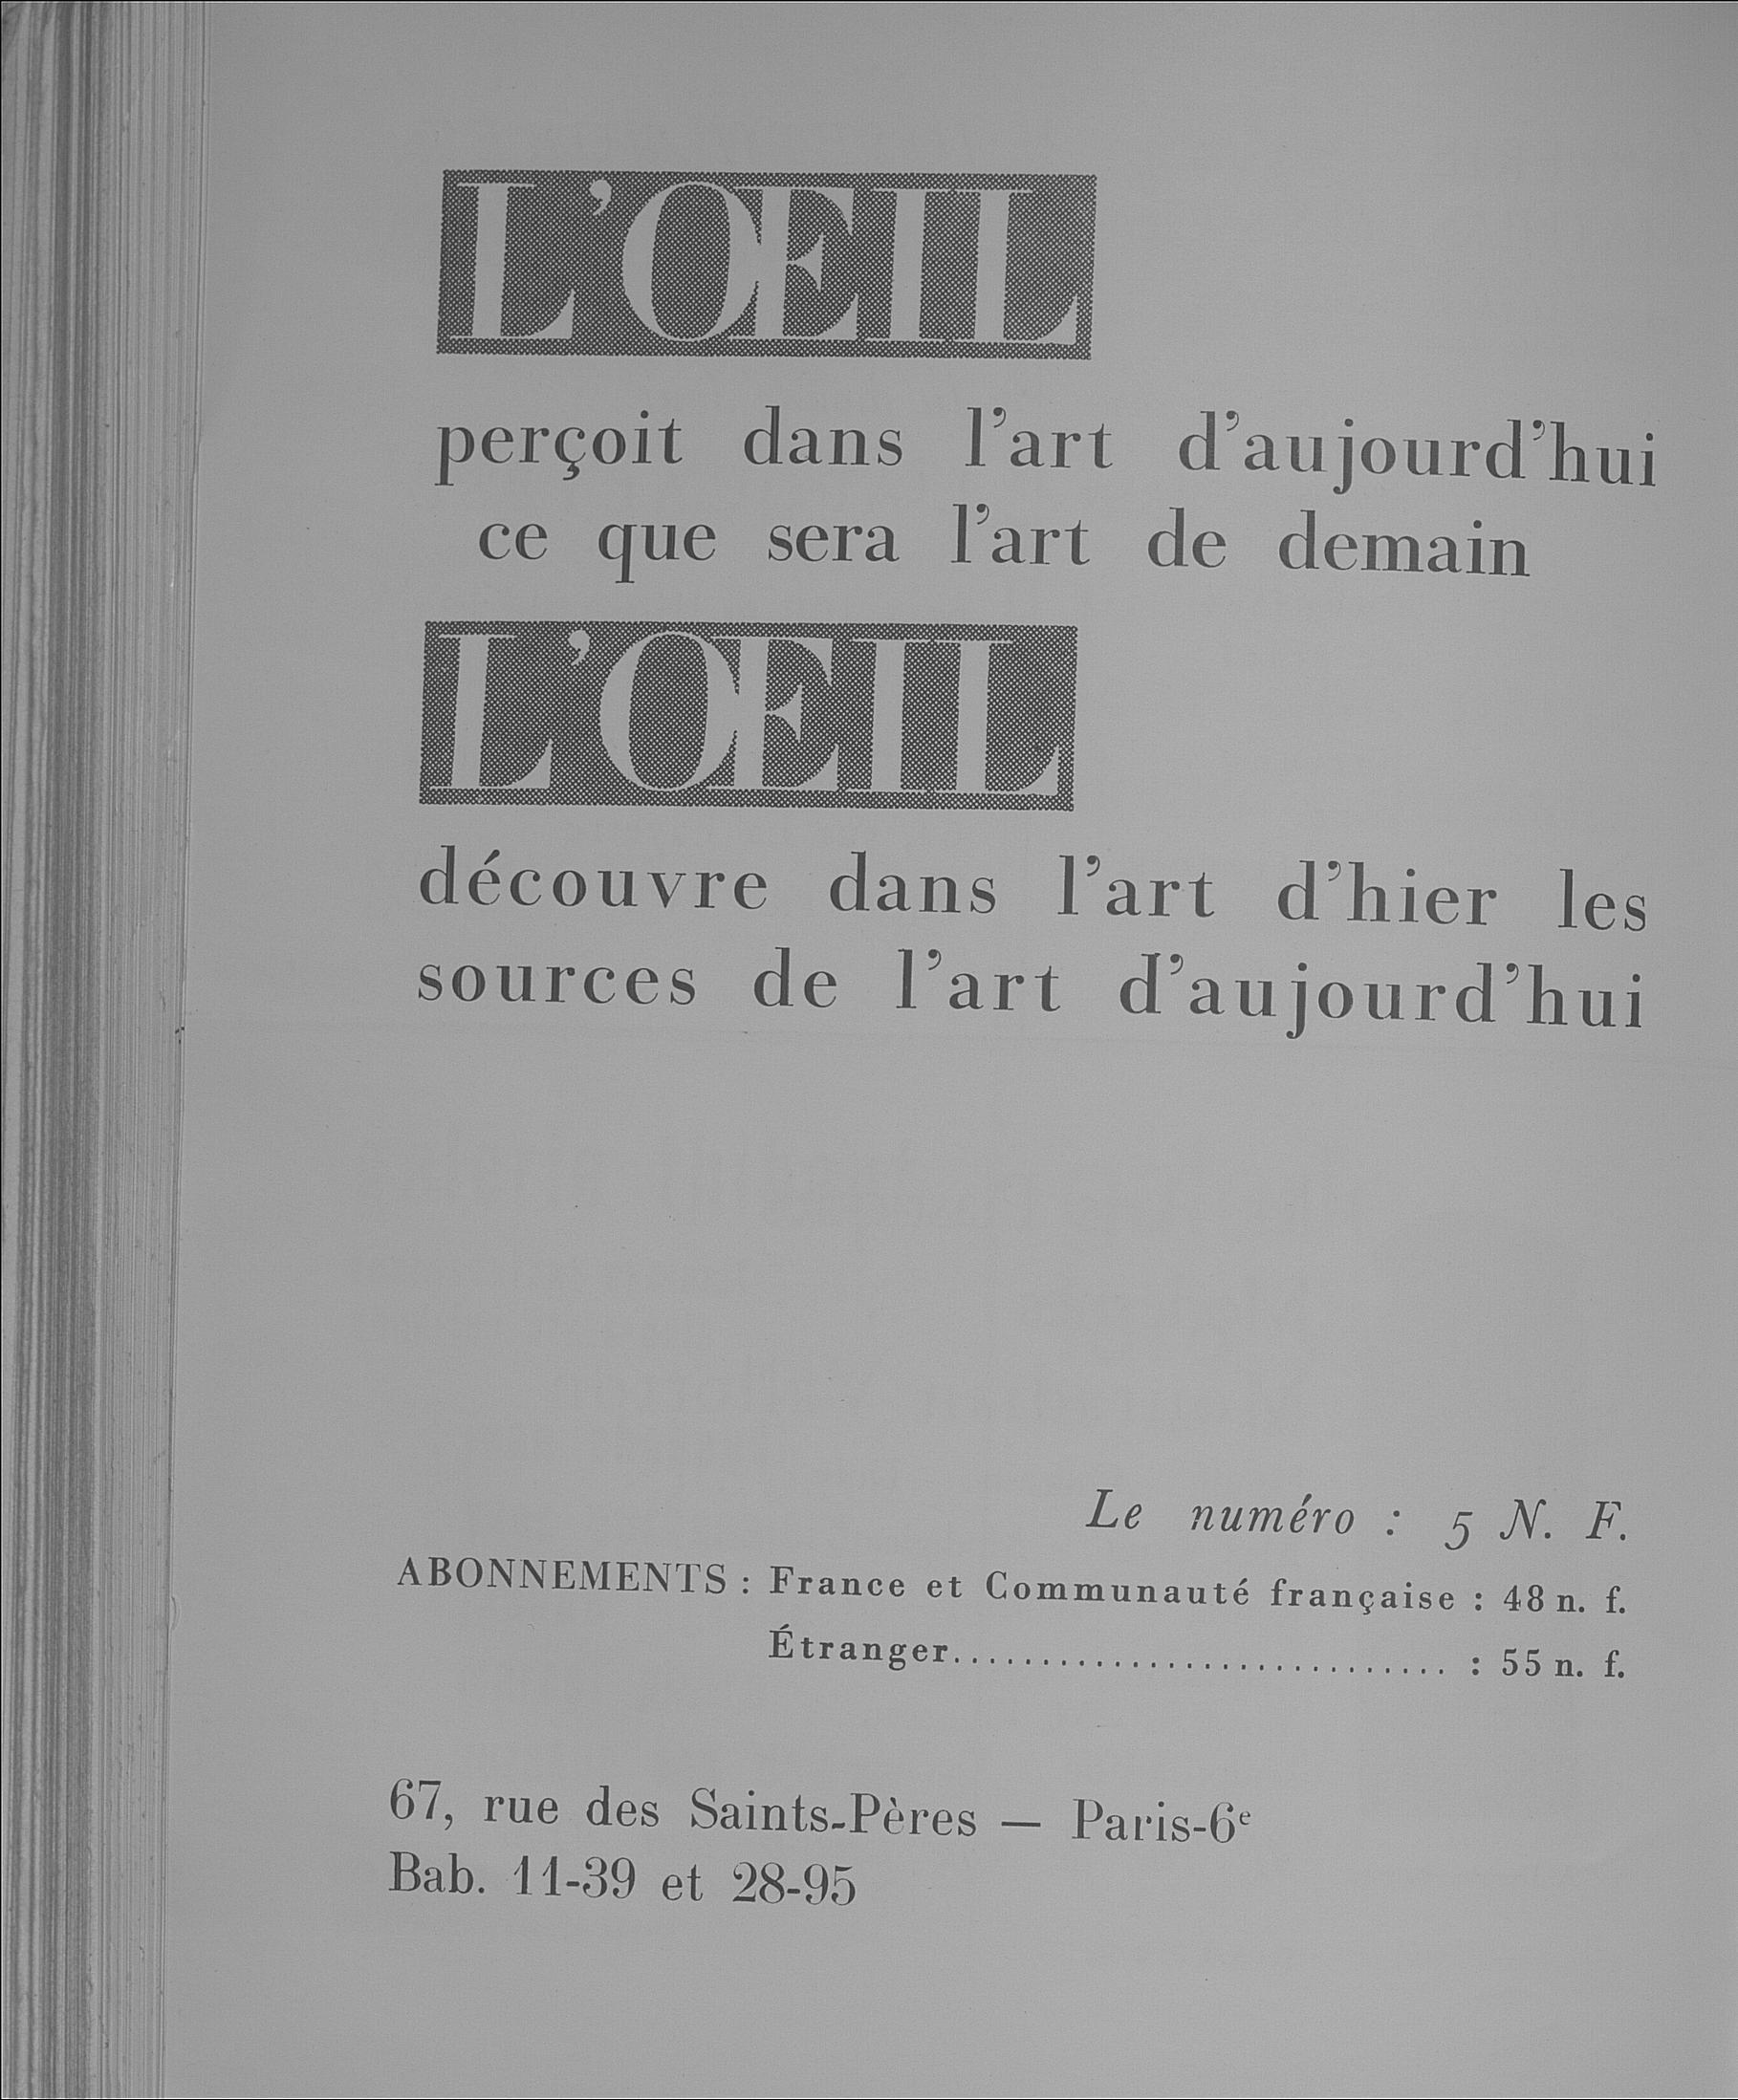 L'ŒIL
perçoit dans l'art d'aujourd'hui
ce que sera l'art de demain
L'ŒIL
découvre dans l'art d'hier les
sources de l'art d'aujourd'hui
Le numéro : 5 N. F.
ABONNEMENTS : France et Communauté française : 48 n. f.
Étranger............................ : 55 n. f.
67, rue des Saints-Pères — Paris-6e
Bab. 11-39 et 28-95